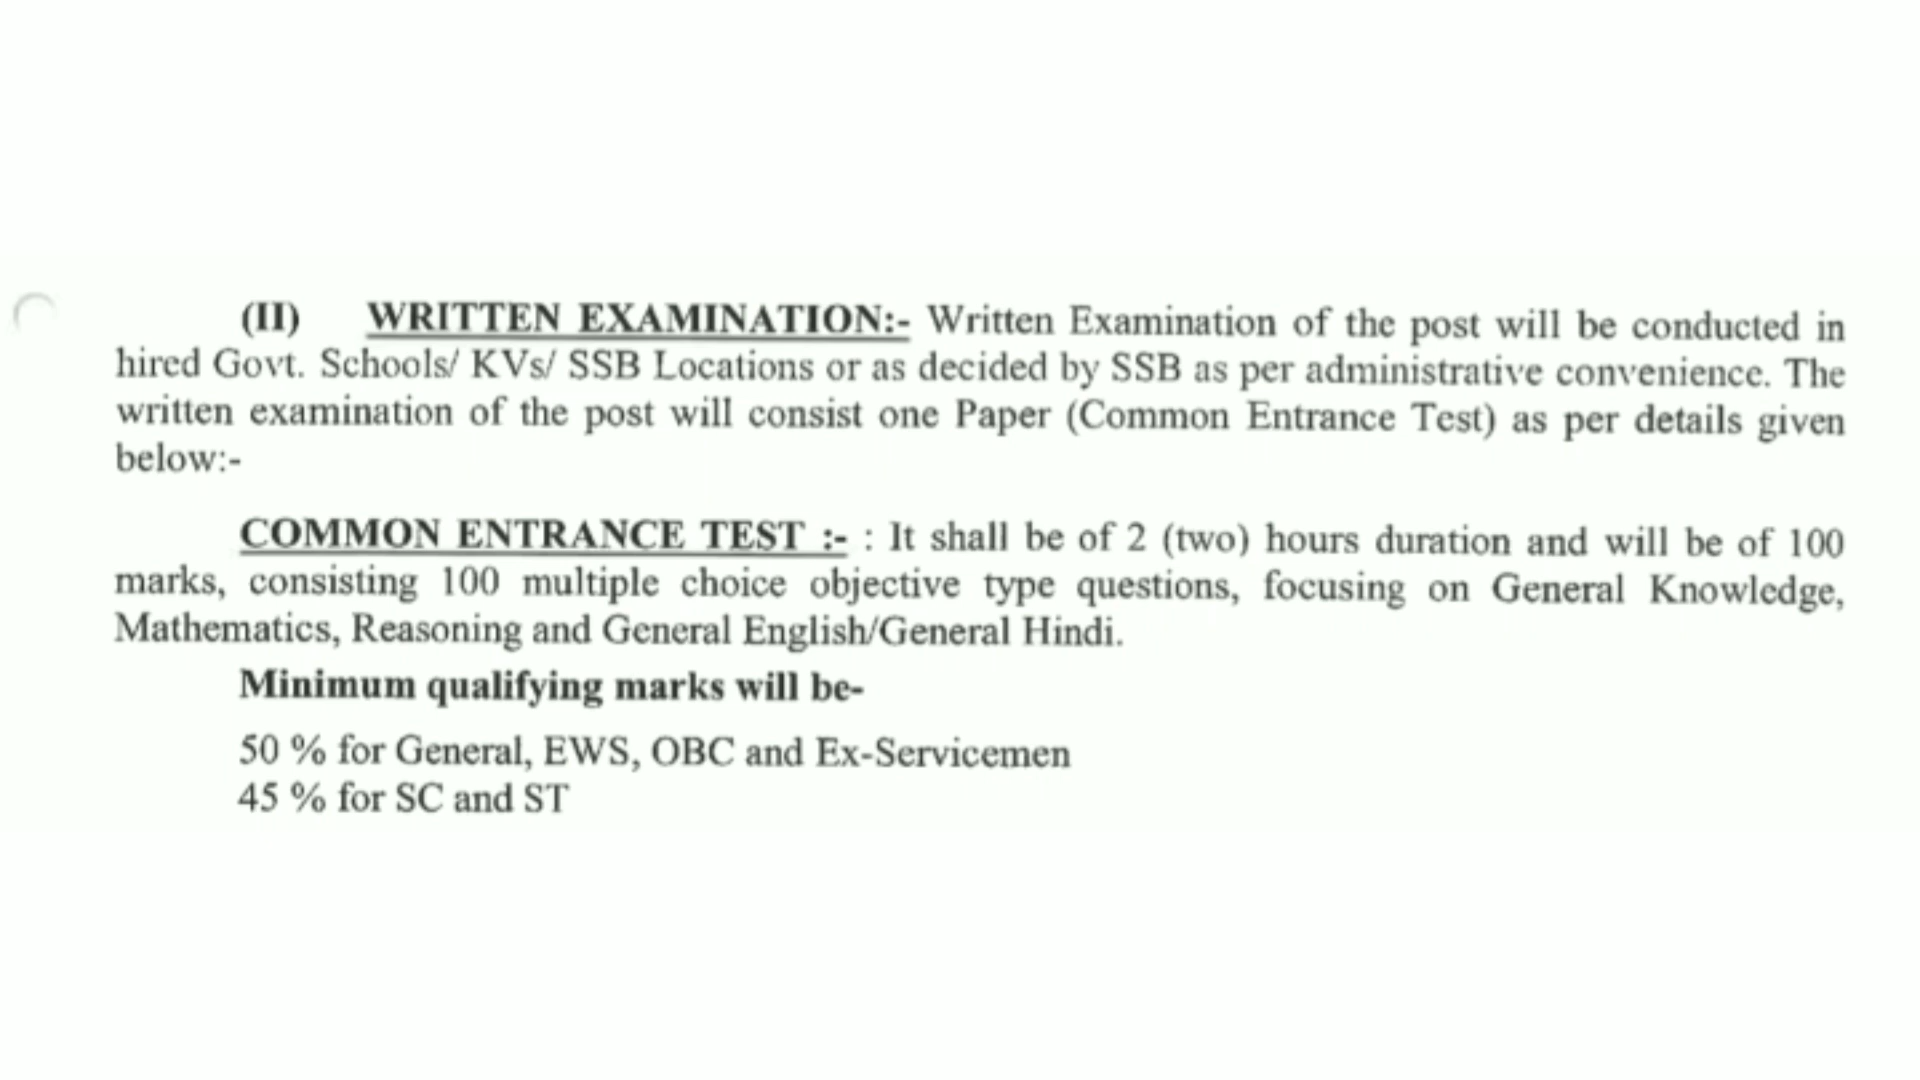 (II) WRITTEN EXAMINATION:- Written Examination of the post will be conducted in
hired Govt. Schools/ KVs/ SSB Locations or as decided by SSB as per administrative convenience. The
written examination of the post will consist one Paper (Common Entrance Test) as per details given
below:-
COMMON ENTRANCE TEST :- : It shall be of 2 (two) hours duration and will be of 100
marks, consisting 100 multiple choice objective type questions, focusing on General Knowledge,
Mathematics, Reasoning and General English/General Hindi.
Minimum qualifying marks will be-
50 % for General, EWS, OBC and Ex-Servicemen
45 % for SC and ST